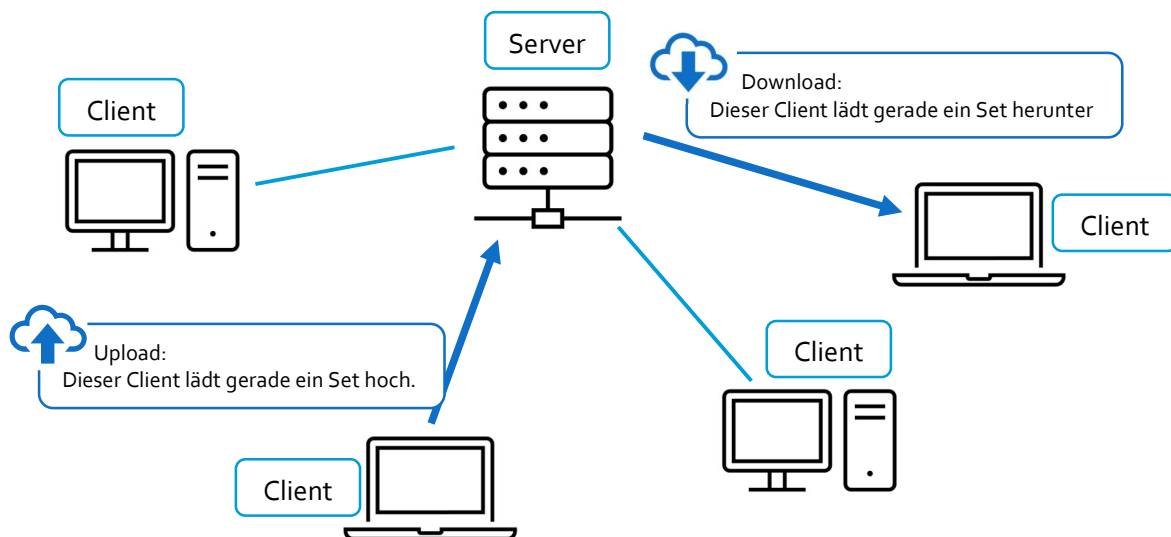 Server
Download:
Dieser Client lädt gerade ein Set herunter
Client
Client
Upload:
Dieser Client lädt gerade ein Set hoch.
Client
Client